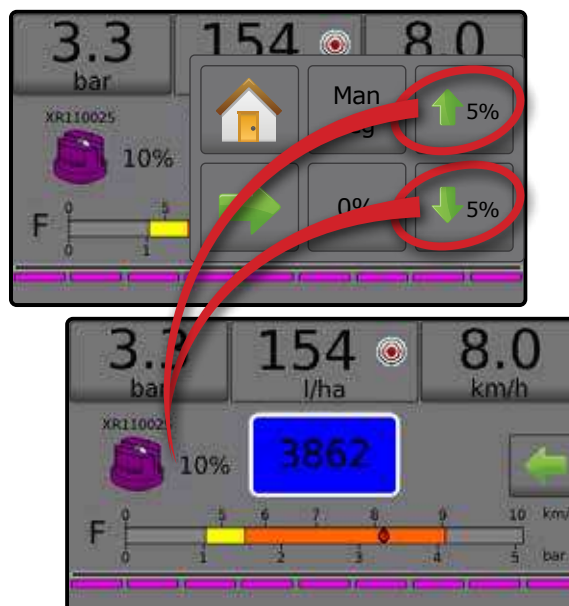 3.3 154 8.0
bar
XR110025
10%
Man
5%
0% 5%
F
0 5
0 1
3.3 154 8.0
bar l/ha km/h
XR11002
10% 3862
F
0 5 6 7 8 9 10 km/
0 1 2 3 4 5 bar